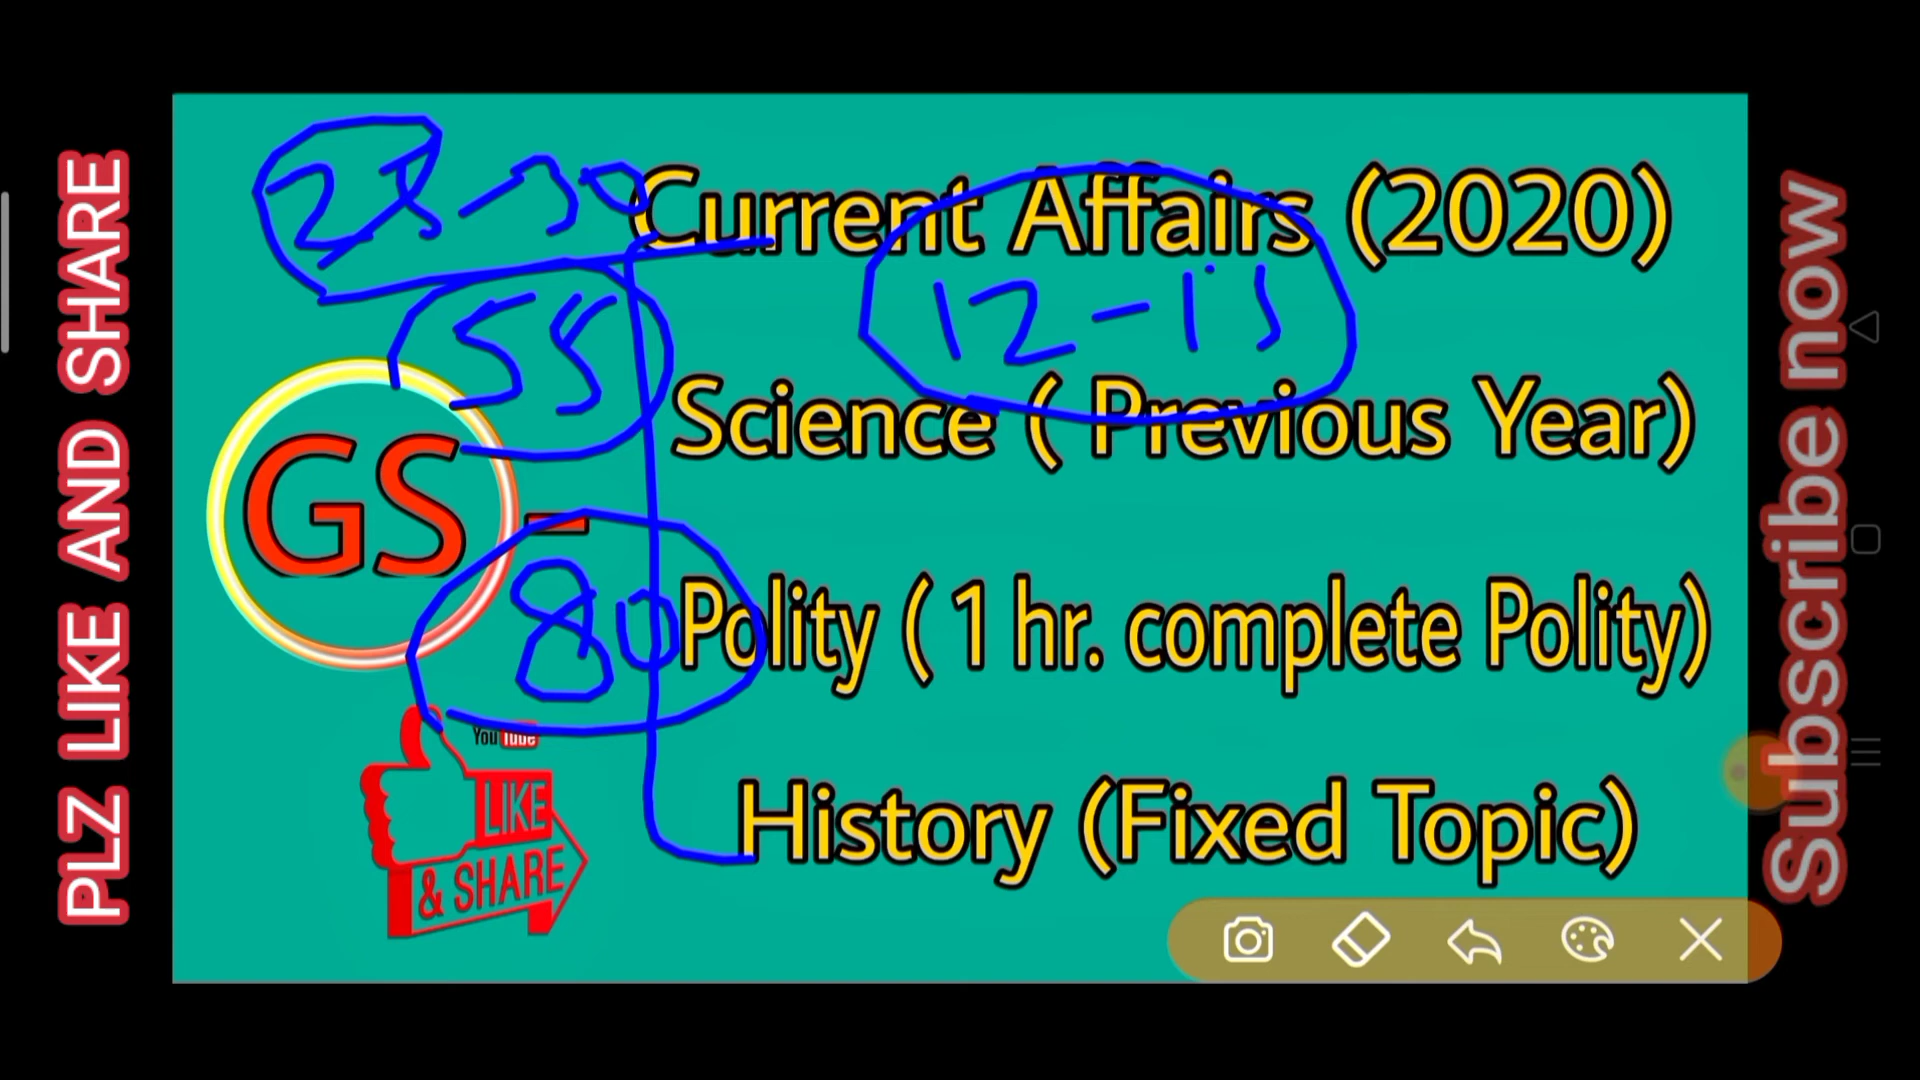 PLZ LIKE AND SHARE
25-30
Current Affairs (2020)
12-15
55
Science ( Previous Year)
GS -
80
Polity ( 1 hr. complete Polity)
YouTube
LIKE
& SHARE
History (Fixed Topic)
Subscribe now